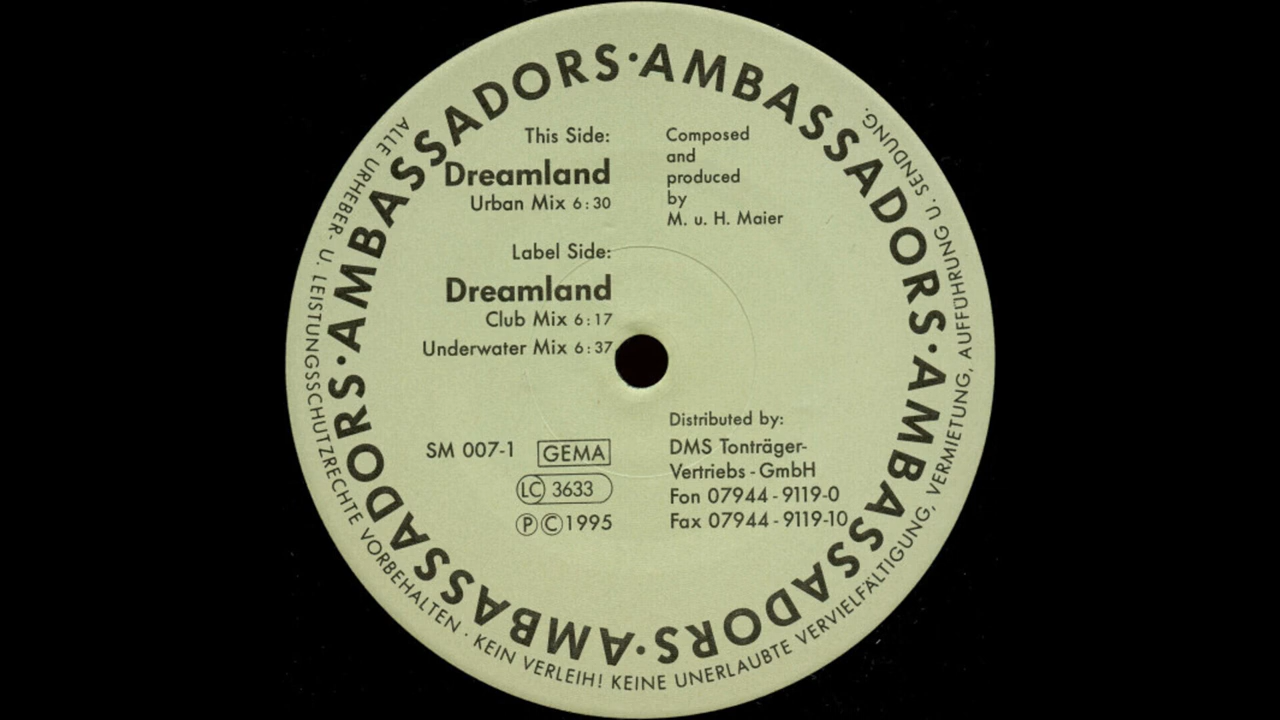 AMBASSADORS · AMBASSADORS · AMBASSADORS · AMBASSADORS ·
This Side:
Dreamland
Urban Mix 6:30
Label Side:
Dreamland
Club Mix 6:17
Underwater Mix 6:37
Composed
and
produced
by
M. u. H. Maier
SM 007-1 GEMA
LC 3633
℗©1995
Distributed by:
DMS Tonträger-
Vertriebs-GmbH
Fon 07944-9119-0
Fax 07944-9119-10
ALLE URHEBER- U. LEISTUNGSSCHUTZRECHTE VORBEHALTEN · KEIN VERLEIH! KEINE UNERLAUBTE VERVIELFÄLTIGUNG, VERMIETUNG, AUFFÜHRUNG U. SENDUNG.